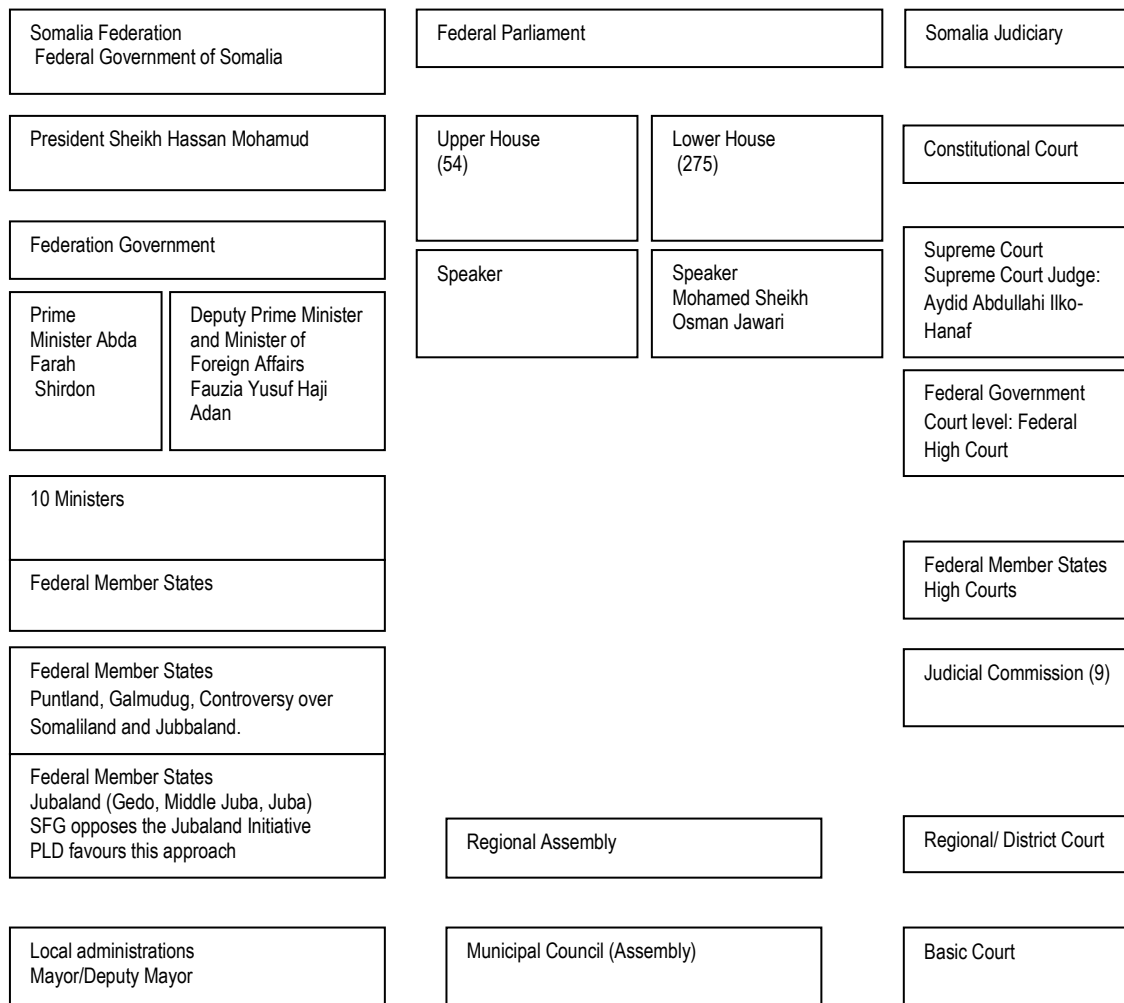 Somalia Federation
Federal Government of Somalia
Federal Parliament
Somalia Judiciary
President Sheikh Hassan Mohamud
Upper House
(54)
Lower House
(275)
Constitutional Court
Federation Government
Speaker
Speaker
Mohamed Sheikh
Osman Jawari
Supreme Court
Supreme Court Judge:
Aydid Abdullahi Ilko-
Hanaf
Prime
Minister Abda
Farah
Shirdon
Deputy Prime Minister
and Minister of
Foreign Affairs
Fauzia Yusuf Haji
Adan
Federal Government
Court level: Federal
High Court
10 Ministers
Federal Member States
Federal Member States
High Courts
Federal Member States
Puntland, Galmudug, Controversy over
Somaliland and Jubbaland.
Judicial Commission (9)
Federal Member States
Jubaland (Gedo, Middle Juba, Juba)
SFG opposes the Jubaland Initiative
PLD favours this approach
Regional Assembly
Regional/ District Court
Local administrations
Mayor/Deputy Mayor
Municipal Council (Assembly)
Basic Court